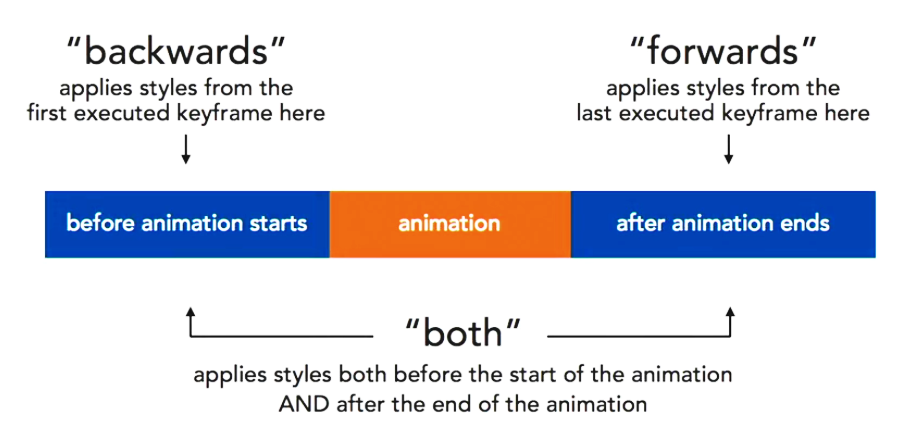 “backwards”
applies styles from the
first executed keyframe here
“forwards”
applies styles from the
last executed keyframe here
before animation starts
animation
after animation ends
“both”
applies styles both before the start of the animation
AND after the end of the animation